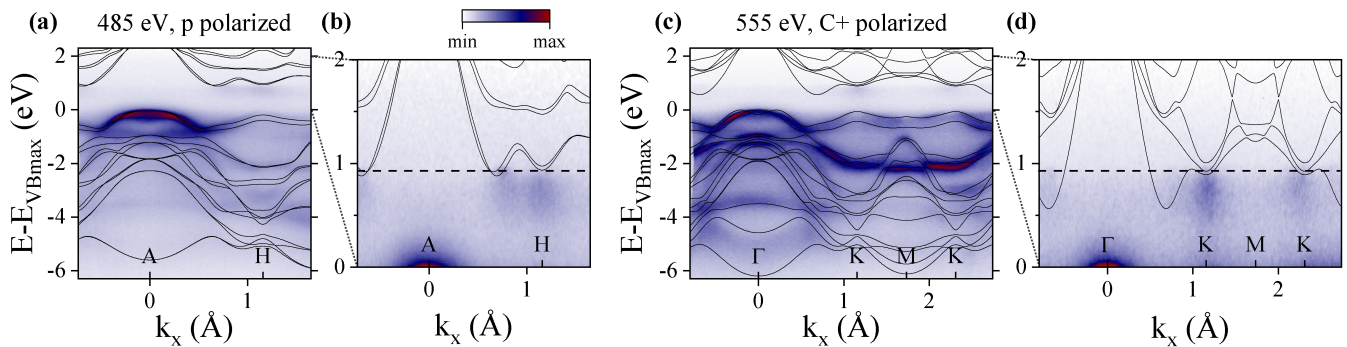 (a) 485 eV, p polarized (b) min max (c) 555 eV, C+ polarized (d)
E-E_VBmax (eV)
2
0
-2
-4
-6
A H
0 1
k_x (Å)
2
1
0
A H
0 1
k_x (Å)
E-E_VBmax (eV)
2
0
-2
-4
-6
Γ K M K
0 1 2
k_x (Å)
2
1
0
Γ K M K
0 1 2
k_x (Å)